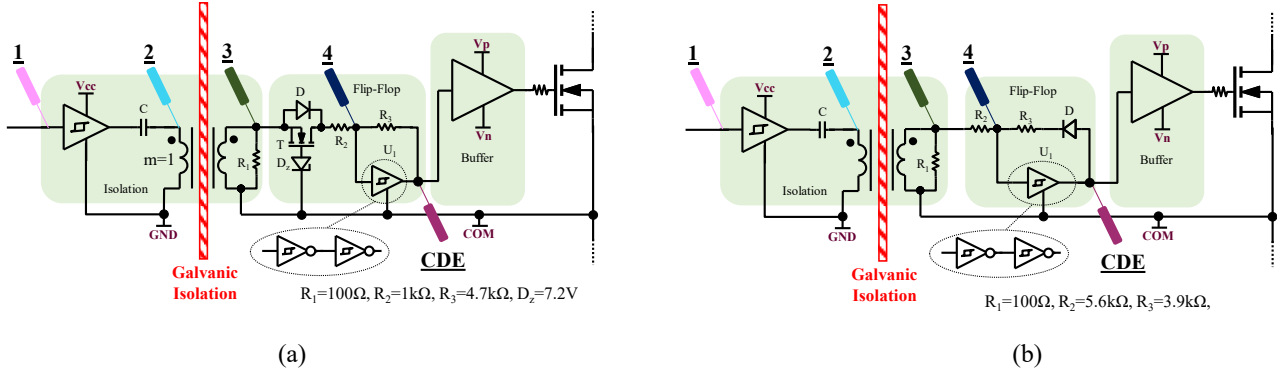 1
2
3
4
Vcc
C
m=1
Isolation
GND
Galvanic
Isolation
R1
D
T
Dz
R2
R3
Flip-Flop
U1
Vp
Vn
Buffer
COM
CDE
R1=100Ω, R2=1kΩ, R3=4.7kΩ, Dz=7.2V
(a)
1
2
3
4
Vcc
C
Isolation
GND
Galvanic
Isolation
R1
Flip-Flop
R2
R3
D
U1
Vp
Vn
Buffer
COM
CDE
R1=100Ω, R2=5.6kΩ, R3=3.9kΩ,
(b)